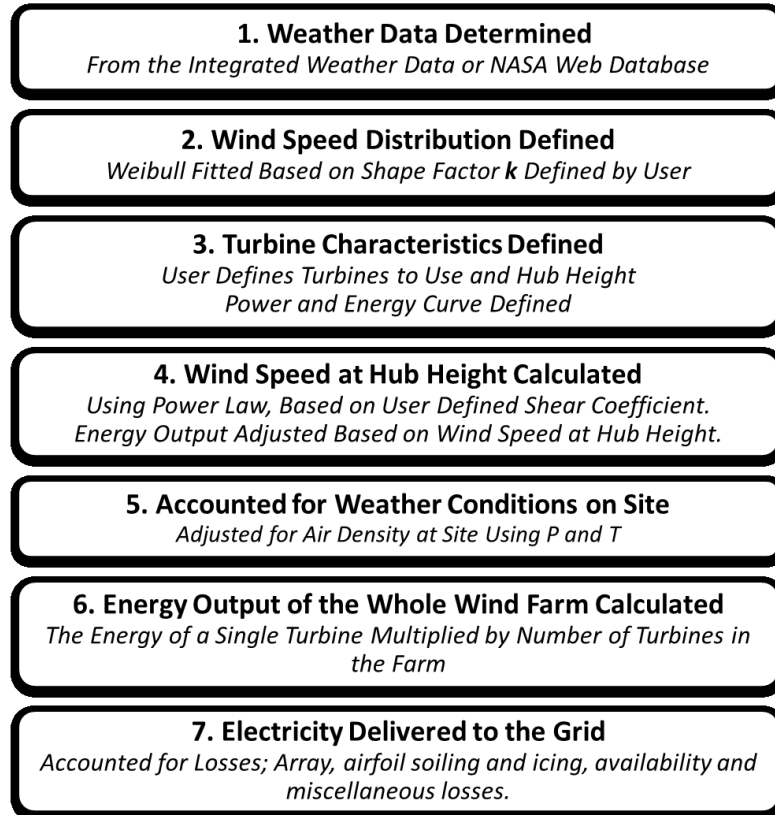 1. Weather Data Determined
From the Integrated Weather Data or NASA Web Database
2. Wind Speed Distribution Defined
Weibull Fitted Based on Shape Factor k Defined by User
3. Turbine Characteristics Defined
User Defines Turbines to Use and Hub Height
Power and Energy Curve Defined
4. Wind Speed at Hub Height Calculated
Using Power Law, Based on User Defined Shear Coefficient.
Energy Output Adjusted Based on Wind Speed at Hub Height.
5. Accounted for Weather Conditions on Site
Adjusted for Air Density at Site Using P and T
6. Energy Output of the Whole Wind Farm Calculated
The Energy of a Single Turbine Multiplied by Number of Turbines in
the Farm
7. Electricity Delivered to the Grid
Accounted for Losses; Array, airfoil soiling and icing, availability and
miscellaneous losses.